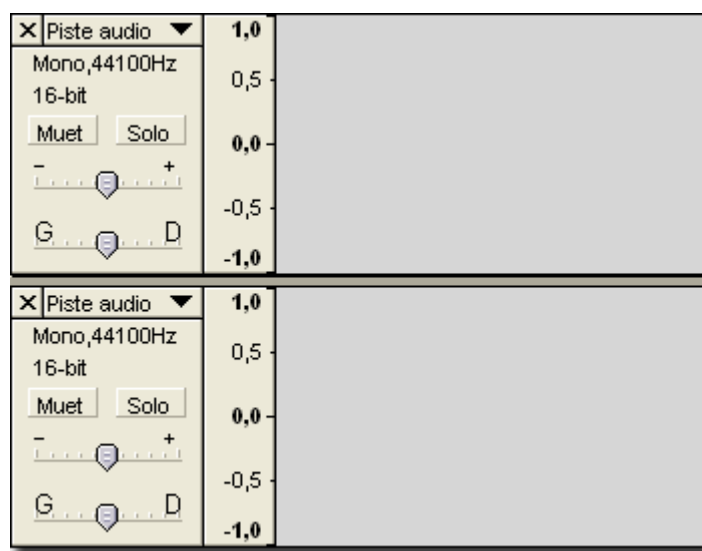 × Piste audio
Mono,44100Hz
16-bit
Muet Solo
- +
G D
1,0
0,5
0,0
-0,5
-1,0
× Piste audio
Mono,44100Hz
16-bit
Muet Solo
- +
G D
1,0
0,5
0,0
-0,5
-1,0